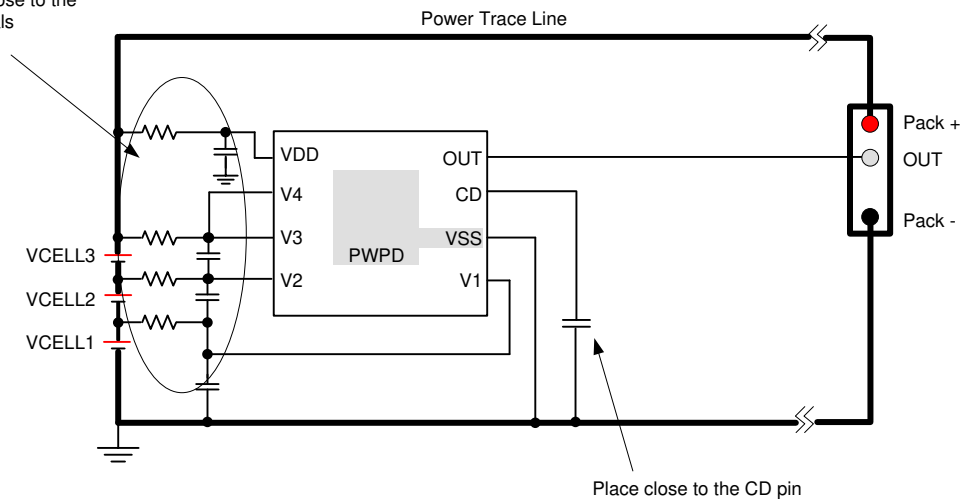 ose to the
als
Power Trace Line
Pack +
OUT
Pack -
VDD
V4
V3
V2
OUT
CD
VSS
V1
PWPD
VCELL3
VCELL2
VCELL1
Place close to the CD pin